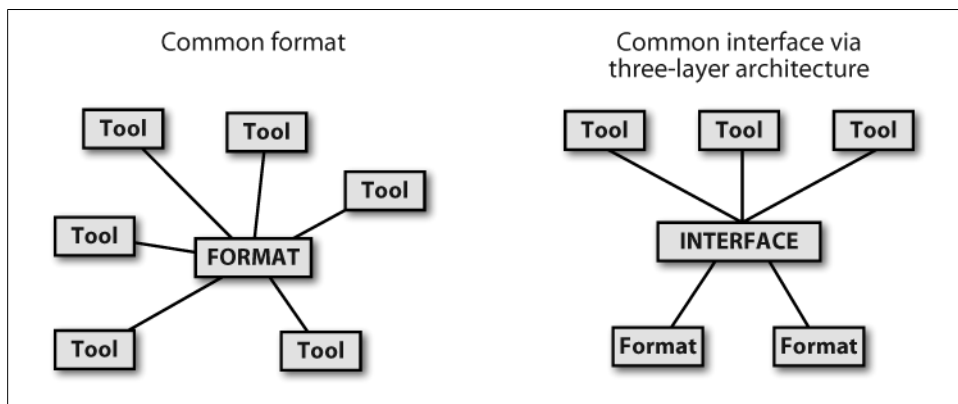 Common format
Tool
Tool
Tool
Tool
FORMAT
Tool
Tool
Common interface via
three-layer architecture
Tool
Tool
Tool
INTERFACE
Format
Format